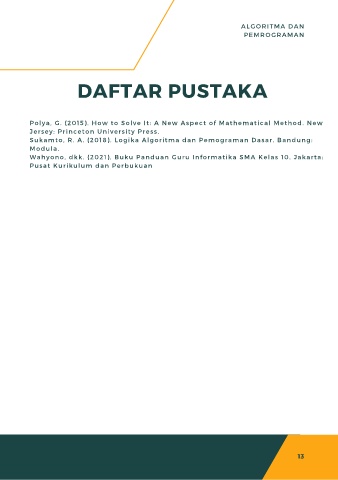 ALGORITMA DAN
PEMROGRAMAN
DAFTAR PUSTAKA
Polya, G. (2015). How to Solve It: A New Aspect of Mathematical Method. New
Jersey: Princeton University Press.
Sukamto, R. A. (2018). Logika Algoritma dan Pemograman Dasar. Bandung:
Modula.
Wahyono, dkk. (2021). Buku Panduan Guru Informatika SMA Kelas 10. Jakarta:
Pusat Kurikulum dan Perbukuan
13